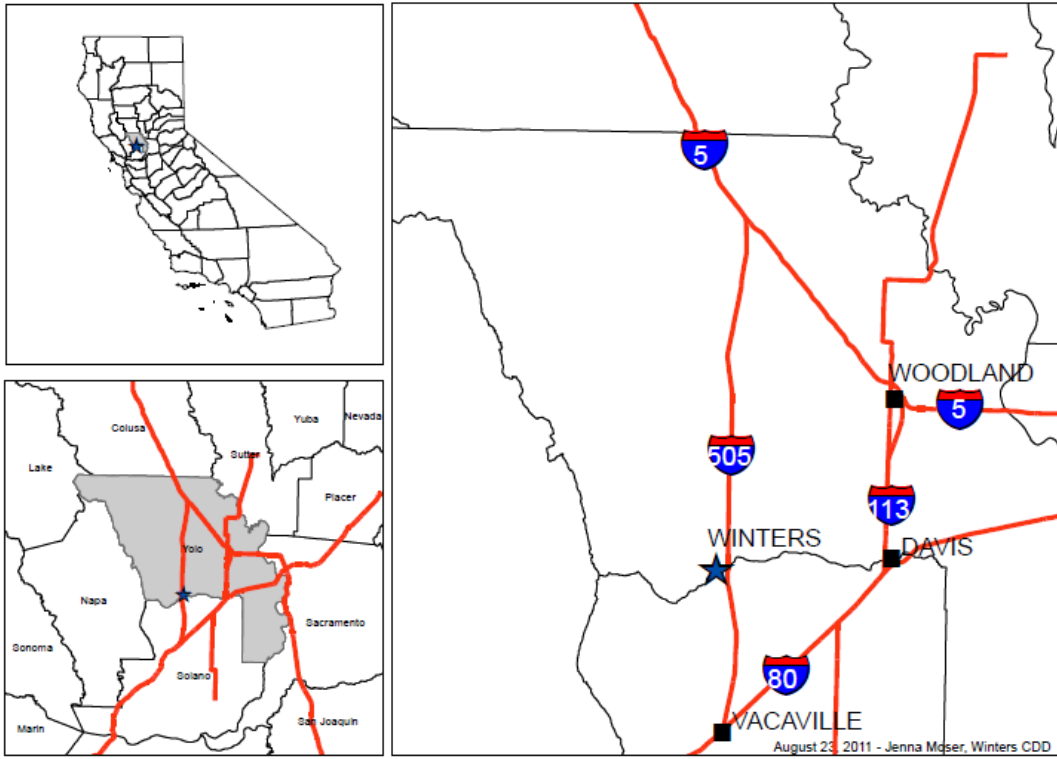 Colusa
Yuba
Nevada
Lake
Sutter
Placer
Yolo
Napa
Sonoma
Sacramento
Solano
Marin
San Joaquin
5
WOODLAND
5
505
113
WINTERS
DAVIS
80
VACAVILLE
August 23, 2011 - Jenna Moser, Winters CDD